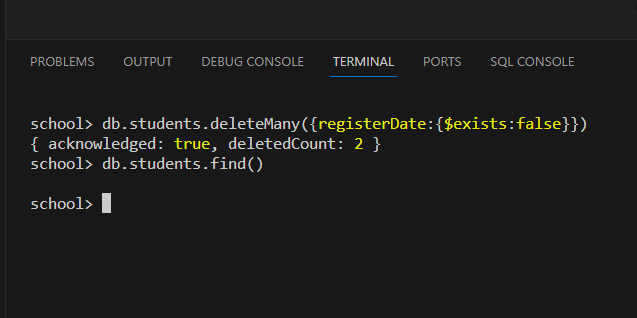 PROBLEMS OUTPUT DEBUG CONSOLE TERMINAL PORTS SQL CONSOLE
school> db.students.deleteMany({registerDate:{$exists:false}})
{ acknowledged: true, deletedCount: 2 }
school> db.students.find()
school>